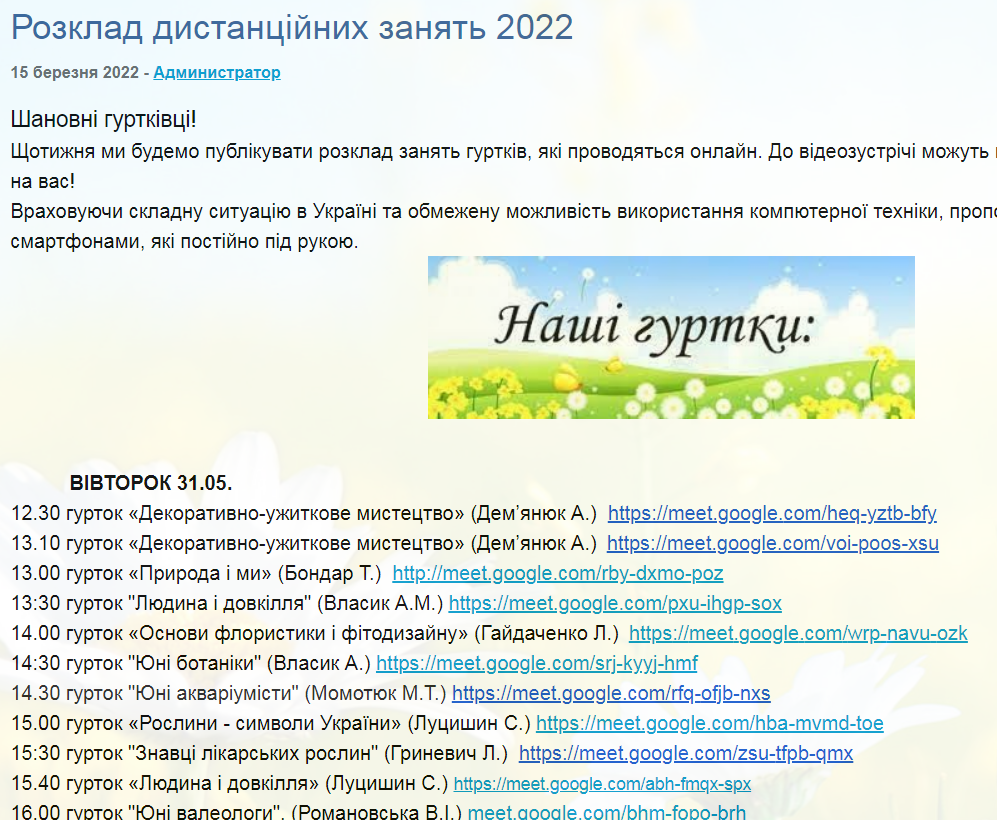 Розклад дистанційних занять 2022
15 березня 2022 - Администратор
Шановні гуртківці!
Щотижня ми будемо публікувати розклад занять гуртків, які проводяться онлайн. До відеозустрічі можуть
на вас!
Враховуючи складну ситуацію в Україні та обмежену можливість використання компютерної техніки,
смартфонами, які постійно під рукою.
Наші гуртки:
ВІВТОРОК 31.05.
12.30 гурток «Декоративно-ужиткове мистецтво» (Дем’янюк А.) https://meet.google.com/heq-yztb-bfy
13.10 гурток «Декоративно-ужиткове мистецтво» (Дем’янюк А.) https://meet.google.com/voi-poos-xsu
13.00 гурток «Природа і ми» (Бондар Т.) http://meet.google.com/rby-dxmo-poz
13:30 гурток "Людина і довкілля" (Власик А.М.) https://meet.google.com/pxu-ihgp-sox
14.00 гурток «Основи флористики і фітодизайну» (Гайдаченко Л.) https://meet.google.com/wrp-navu-ozk
14:30 гурток "Юні ботаніки" (Власик А.) https://meet.google.com/srj-kyyj-hmf
14.30 гурток "Юні акваріумісти" (Момотюк М.Т.) https://meet.google.com/rfq-ofjb-nxs
15.00 гурток «Рослини - символи України» (Луцишин С.) https://meet.google.com/hba-mvmd-toe
15:30 гурток "Знавці лікарських рослин" (Гриневич Л.) https://meet.google.com/zsu-tfpb-qmx
15.40 гурток «Людина і довкілля» (Луцишин С.) https://meet.google.com/abh-fmqx-spx
16.00 гурток "Юні валеологи". (Романовська В.І.) meet.google.com/bhm-fopo-brh